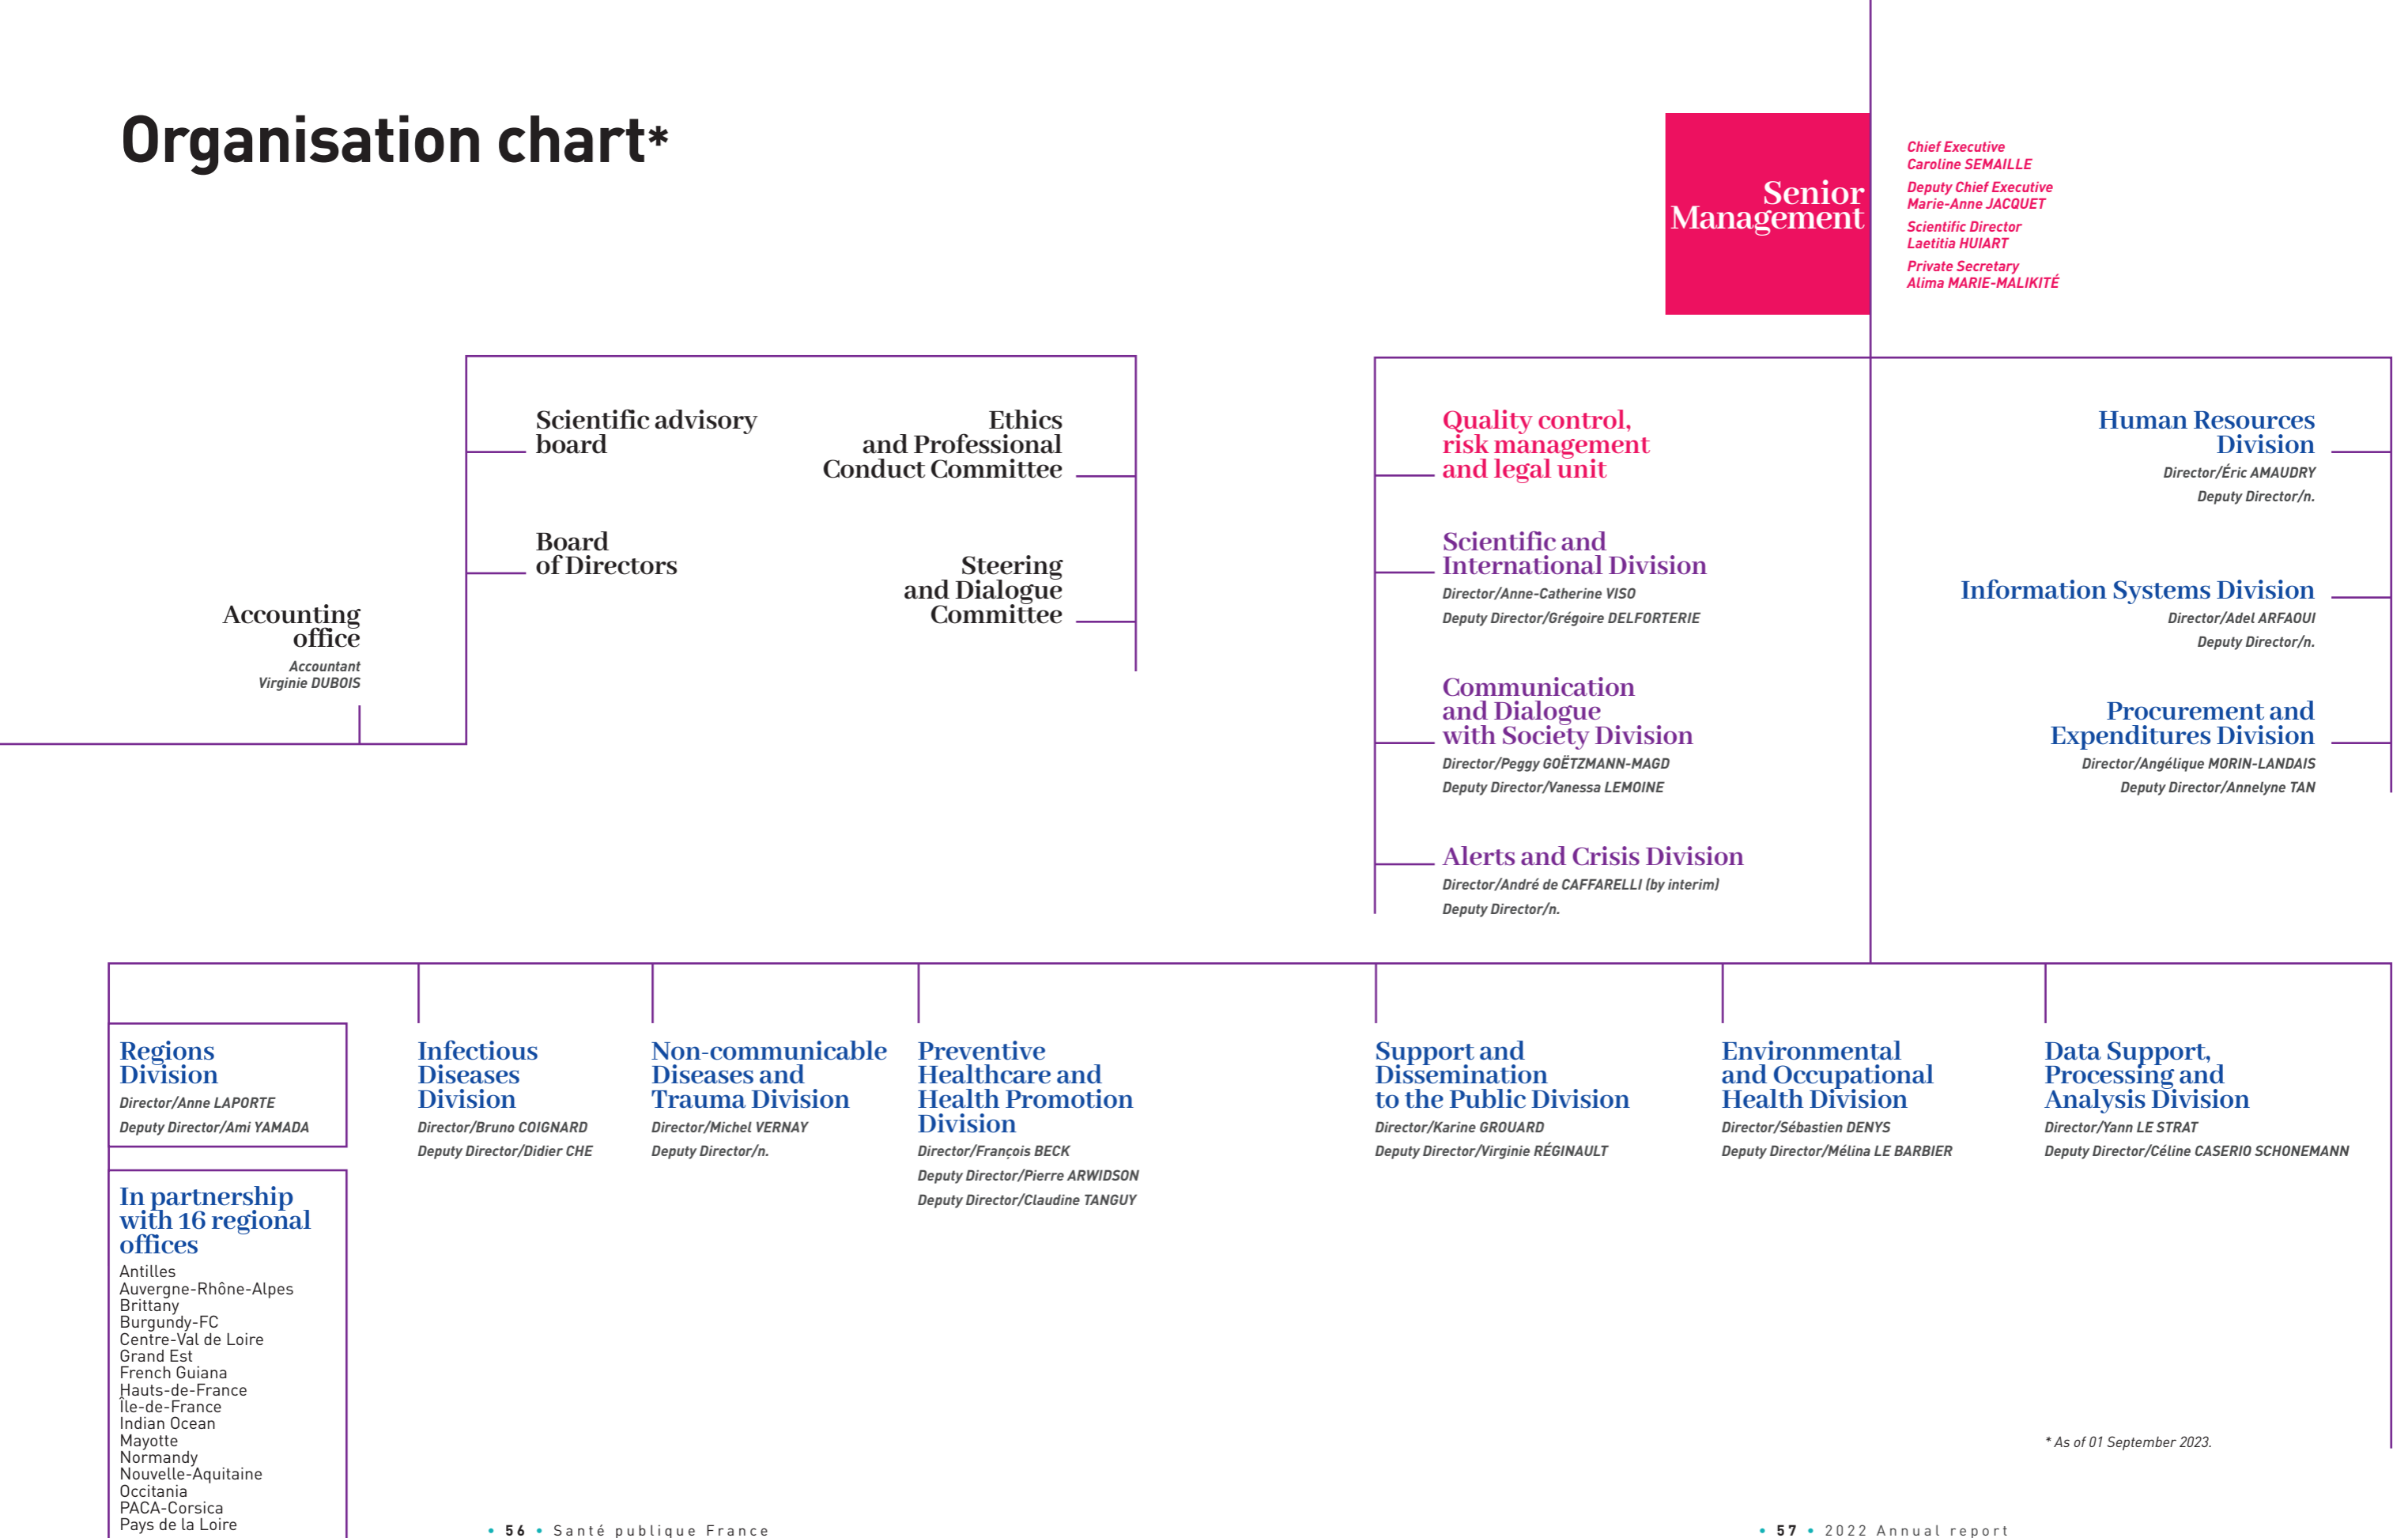 Organisation chart*
Senior
Management
Chief Executive
Caroline SEMAILLE
Deputy Chief Executive
Marie-Anne JACQUET
Scientific Director
Laetitia HUIART
Private Secretary
Alima MARIE-MALIKITÉ
Scientific advisory
board
Ethics
and Professional
Conduct Committee
Board
of Directors
Steering
and Dialogue
Committee
Accounting
office
Accountant
Virginie DUBOIS
Quality control,
risk management
and legal unit
Scientific and
International Division
Director/Anne-Catherine VISO
Deputy Director/Grégoire DELFORTERIE
Communication
and Dialogue
with Society Division
Director/Peggy GOËTZMANN-MAGD
Deputy Director/Vanessa LEMOINE
Alerts and Crisis Division
Director/André de CAFFARELLI (by interim)
Deputy Director/n.
Human Resources
Division
Director/Éric AMAUDRY
Deputy Director/n.
Information Systems Division
Director/Adel ARFAOUI
Deputy Director/n.
Procurement and
Expenditures Division
Director/Angélique MORIN-LANDAIS
Deputy Director/Annelyne TAN
Regions
Division
Director/Anne LAPORTE
Deputy Director/Ami YAMADA
In partnership
with 16 regional
offices
Antilles
Auvergne-Rhône-Alpes
Brittany
Burgundy-FC
Centre-Val de Loire
Grand Est
French Guiana
Hauts-de-France
Île-de-France
Indian Ocean
Mayotte
Normandy
Nouvelle-Aquitaine
Occitania
PACA-Corsica
Pays de la Loire
Infectious
Diseases
Division
Director/Bruno COIGNARD
Deputy Director/Didier CHE
Non-communicable
Diseases and
Trauma Division
Director/Michel VERNAY
Deputy Director/n.
Preventive
Healthcare and
Health Promotion
Division
Director/François BECK
Deputy Director/Pierre ARWIDSON
Deputy Director/Claudine TANGUY
Support and
Dissemination
to the Public Division
Director/Karine GROUARD
Deputy Director/Virginie RÉGINAULT
Environmental
and Occupational
Health Division
Director/Sébastien DENYS
Deputy Director/Mélina LE BARBIER
Data Support,
Processing and
Analysis Division
Director/Yann LE STRAT
Deputy Director/Céline CASERIO SCHONEMANN
* As of 01 September 2023.
• 56 • Santé publique France
• 57 • 2022 Annual report